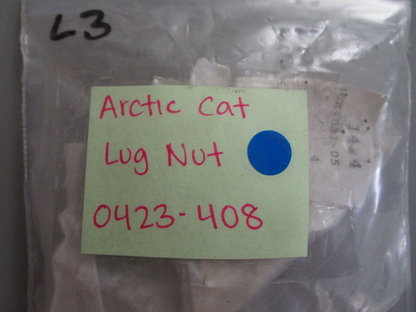 L3
Arctic Cat
Lug Nut
0423-408